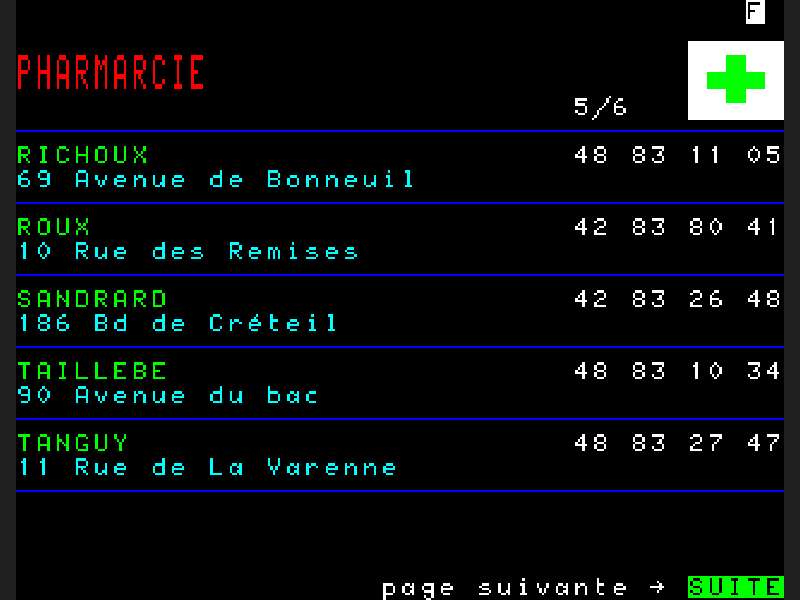 F
PHARMARCIE
5/6
RICHOUX 48 83 11 05
69 Avenue de Bonneuil
ROUX 42 83 80 41
10 Rue des Remises
SANDRARD 42 83 26 48
186 Bd de Créteil
TAILLEBE 48 83 10 34
90 Avenue du bac
TANGUY 48 83 27 47
11 Rue de La Varenne
page suivante → SUITE